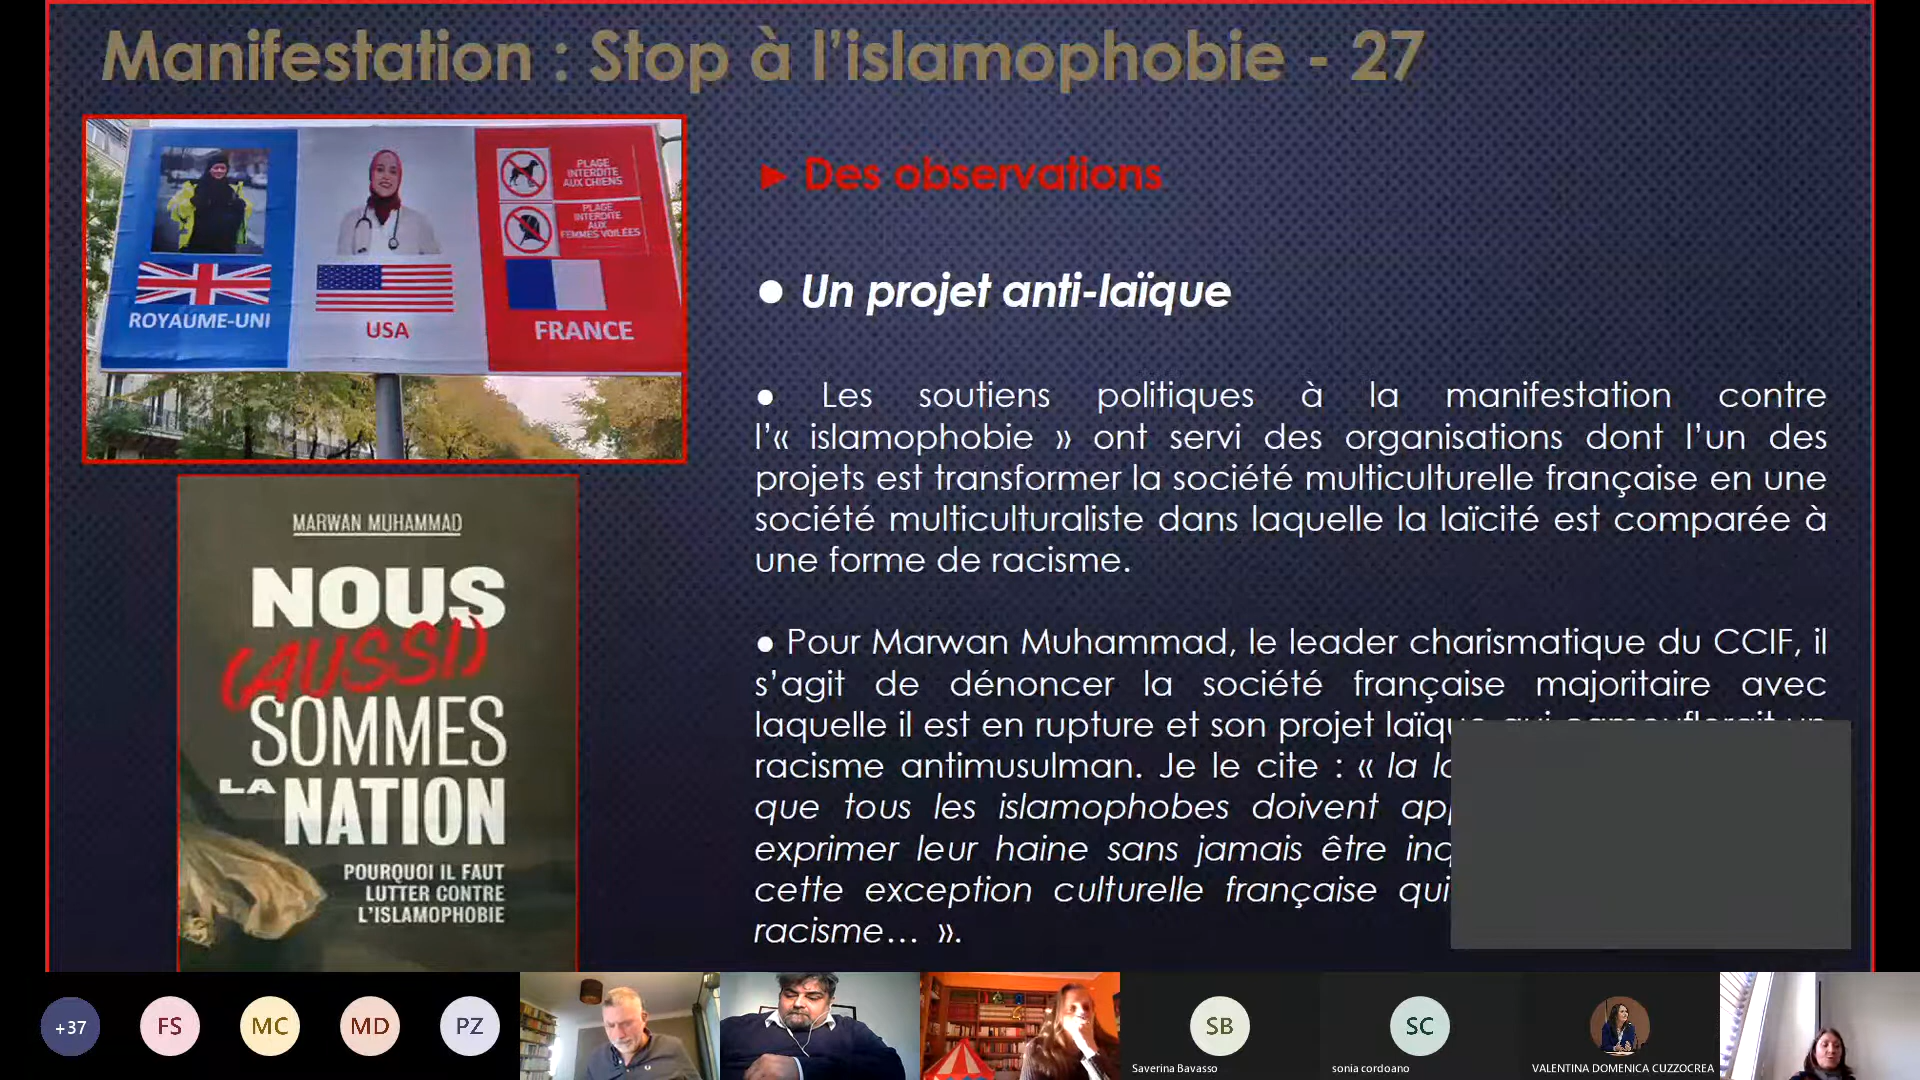 Manifestation : Stop à l’islamophobie - 27
PLAGE
INTERDITE
AUX CHIENS
PLAGE
INTERDITE
AUX
FEMMES VOILÉES
ROYAUME-UNI
USA
FRANCE
MARWAN MUHAMMAD
NOUS
(AUSSI)
SOMMES
LA NATION
POURQUOI IL FAUT
LUTTER CONTRE
L'ISLAMOPHOBIE
► Des observations
● Un projet anti-laïque
● Les soutiens politiques à la manifestation contre
l’« islamophobie » ont servi des organisations dont l’un des
projets est transformer la société multiculturelle française en une
société multiculturaliste dans laquelle la laïcité est comparée à
une forme de racisme.
● Pour Marwan Muhammad, le leader charismatique du CCIF, il
s’agit de dénoncer la société française majoritaire avec
laquelle il est en rupture et son projet
racisme antimusulman. Je le cite : « la
que tous les islamophobes doivent
exprimer leur haine sans jamais être
cette exception culturelle française qui
racisme… ».
+37
FS
MC
MD
PZ
SB
Saverina Bavasso
SC
sonia cordoano
VALENTINA DOMENICA CUZZOCREA